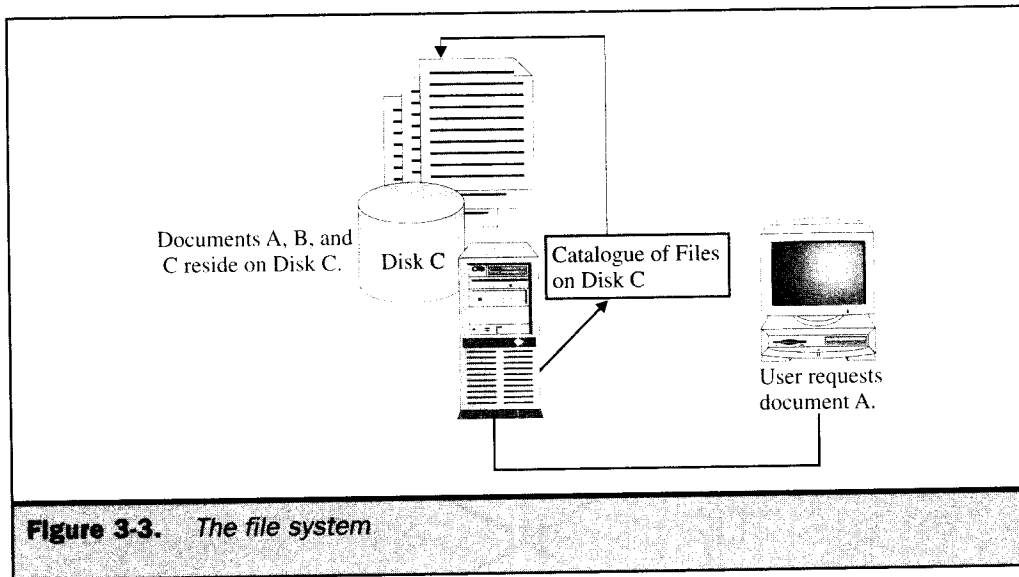 Documents A, B, and
C reside on Disk C.
Disk C
Catalogue of Files
on Disk C
User requests
document A.
Figure 3-3. The file system